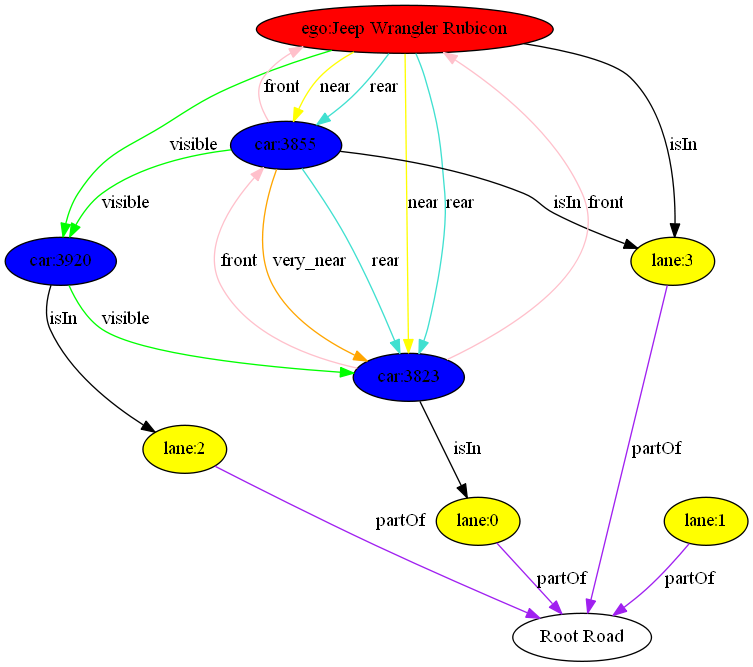 ego:Jeep Wrangler Rubicon
front
near
rear
visible
car:3855
isIn
visible
isIn
near
rear
front
car:3920
front
very_near
rear
lane:3
isIn
visible
car:3823
lane:2
isIn
partOf
partOf
lane:0
lane:1
partOf
partOf
Root Road